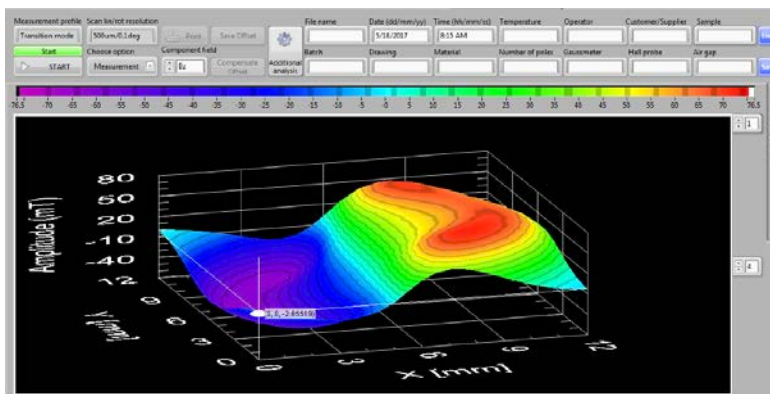 Measurement profile Scan lin/rot resolution File name Date (dd/mm/yy) Time (hh/mm/ss) Temperature Operator Customer/Supplier Sample
Transition mode 500um/0.1deg Print Save Offset 5/16/2017 8:15 AM
Start Choose option Component field Batch Drawing Material Number of poles Gaussmeter Hall probe Air gap
START Measurement Bz Compensate Offset Additional analysis
-76.5 -70 -65 -60 -55 -50 -45 -40 -35 -30 -25 -20 -15 -10 -5 0 5 10 15 20 25 30 35 40 45 50 55 60 65 70 76.5
1
80
50
20
-10
-40
Amplitude (mT)
4
12
9
6
3
0
Y [mm]
0
3
6
9
12
X [mm]